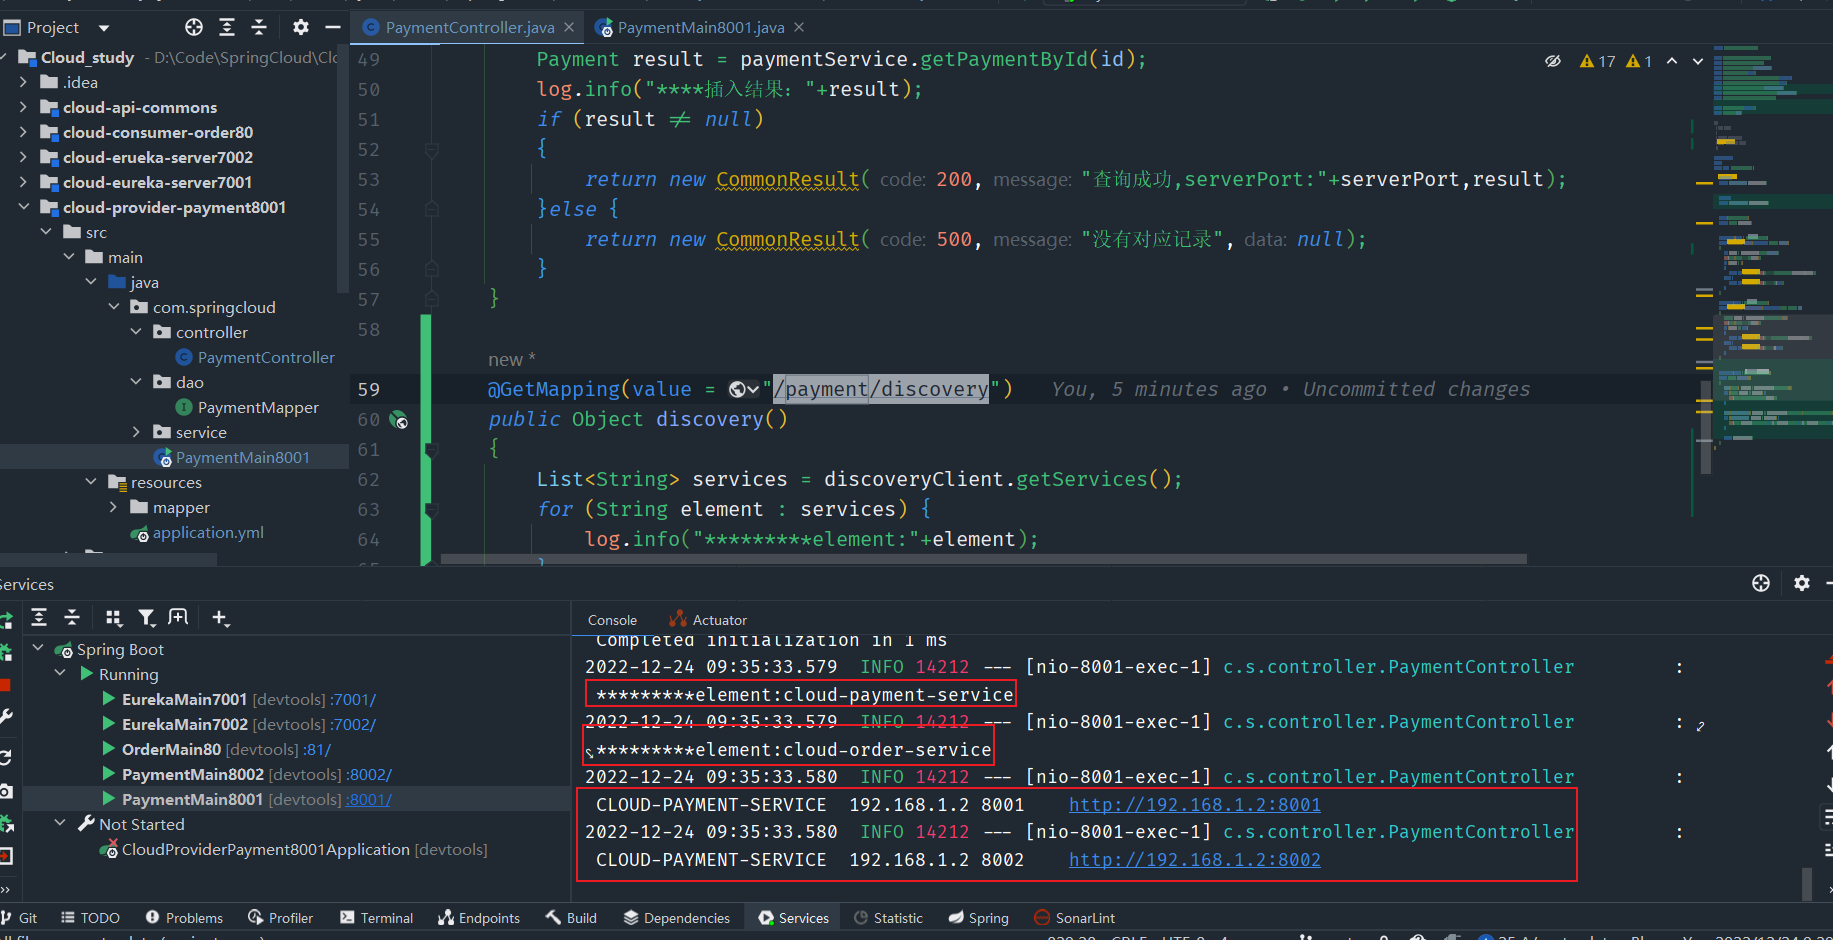 Project
PaymentController.java
PaymentMain8001.java
Cloud_study - D:\Code\SpringCloud\Clc
.idea
cloud-api-commons
cloud-consumer-order80
cloud-erueka-server7002
cloud-eureka-server7001
cloud-provider-payment8001
src
main
java
com.springcloud
controller
PaymentController
dao
PaymentMapper
service
PaymentMain8001
resources
mapper
application.yml
17 1
49 Payment result = paymentService.getPaymentById(id);
50 log.info("****插入结果："+result);
51 if (result ≠ null)
52 {
53 return new CommonResult( code: 200, message: "查询成功,serverPort:"+serverPort,result);
54 }else {
55 return new CommonResult( code: 500, message: "没有对应记录", data: null);
56 }
57 }
58
new *
59 @GetMapping(value = "/payment/discovery") You, 5 minutes ago • Uncommitted changes
60 public Object discovery()
61 {
62 List<String> services = discoveryClient.getServices();
63 for (String element : services) {
64 log.info("*********element:"+element);
Services
Spring Boot
Running
EurekaMain7001 [devtools] :7001/
EurekaMain7002 [devtools] :7002/
OrderMain80 [devtools] :81/
PaymentMain8002 [devtools] :8002/
PaymentMain8001 [devtools] :8001/
Not Started
CloudProviderPayment8001Application [devtools]
Console Actuator
Completed initialization in 1 ms
2022-12-24 09:35:33.579 INFO 14212 --- [nio-8001-exec-1] c.s.controller.PaymentController :
*********element:cloud-payment-service
2022-12-24 09:35:33.579 INFO 14212 --- [nio-8001-exec-1] c.s.controller.PaymentController :
*********element:cloud-order-service
2022-12-24 09:35:33.580 INFO 14212 --- [nio-8001-exec-1] c.s.controller.PaymentController :
CLOUD-PAYMENT-SERVICE 192.168.1.2 8001 http://192.168.1.2:8001
2022-12-24 09:35:33.580 INFO 14212 --- [nio-8001-exec-1] c.s.controller.PaymentController :
CLOUD-PAYMENT-SERVICE 192.168.1.2 8002 http://192.168.1.2:8002
Git TODO Problems Profiler Terminal Endpoints Build Dependencies Services Statistic Spring SonarLint